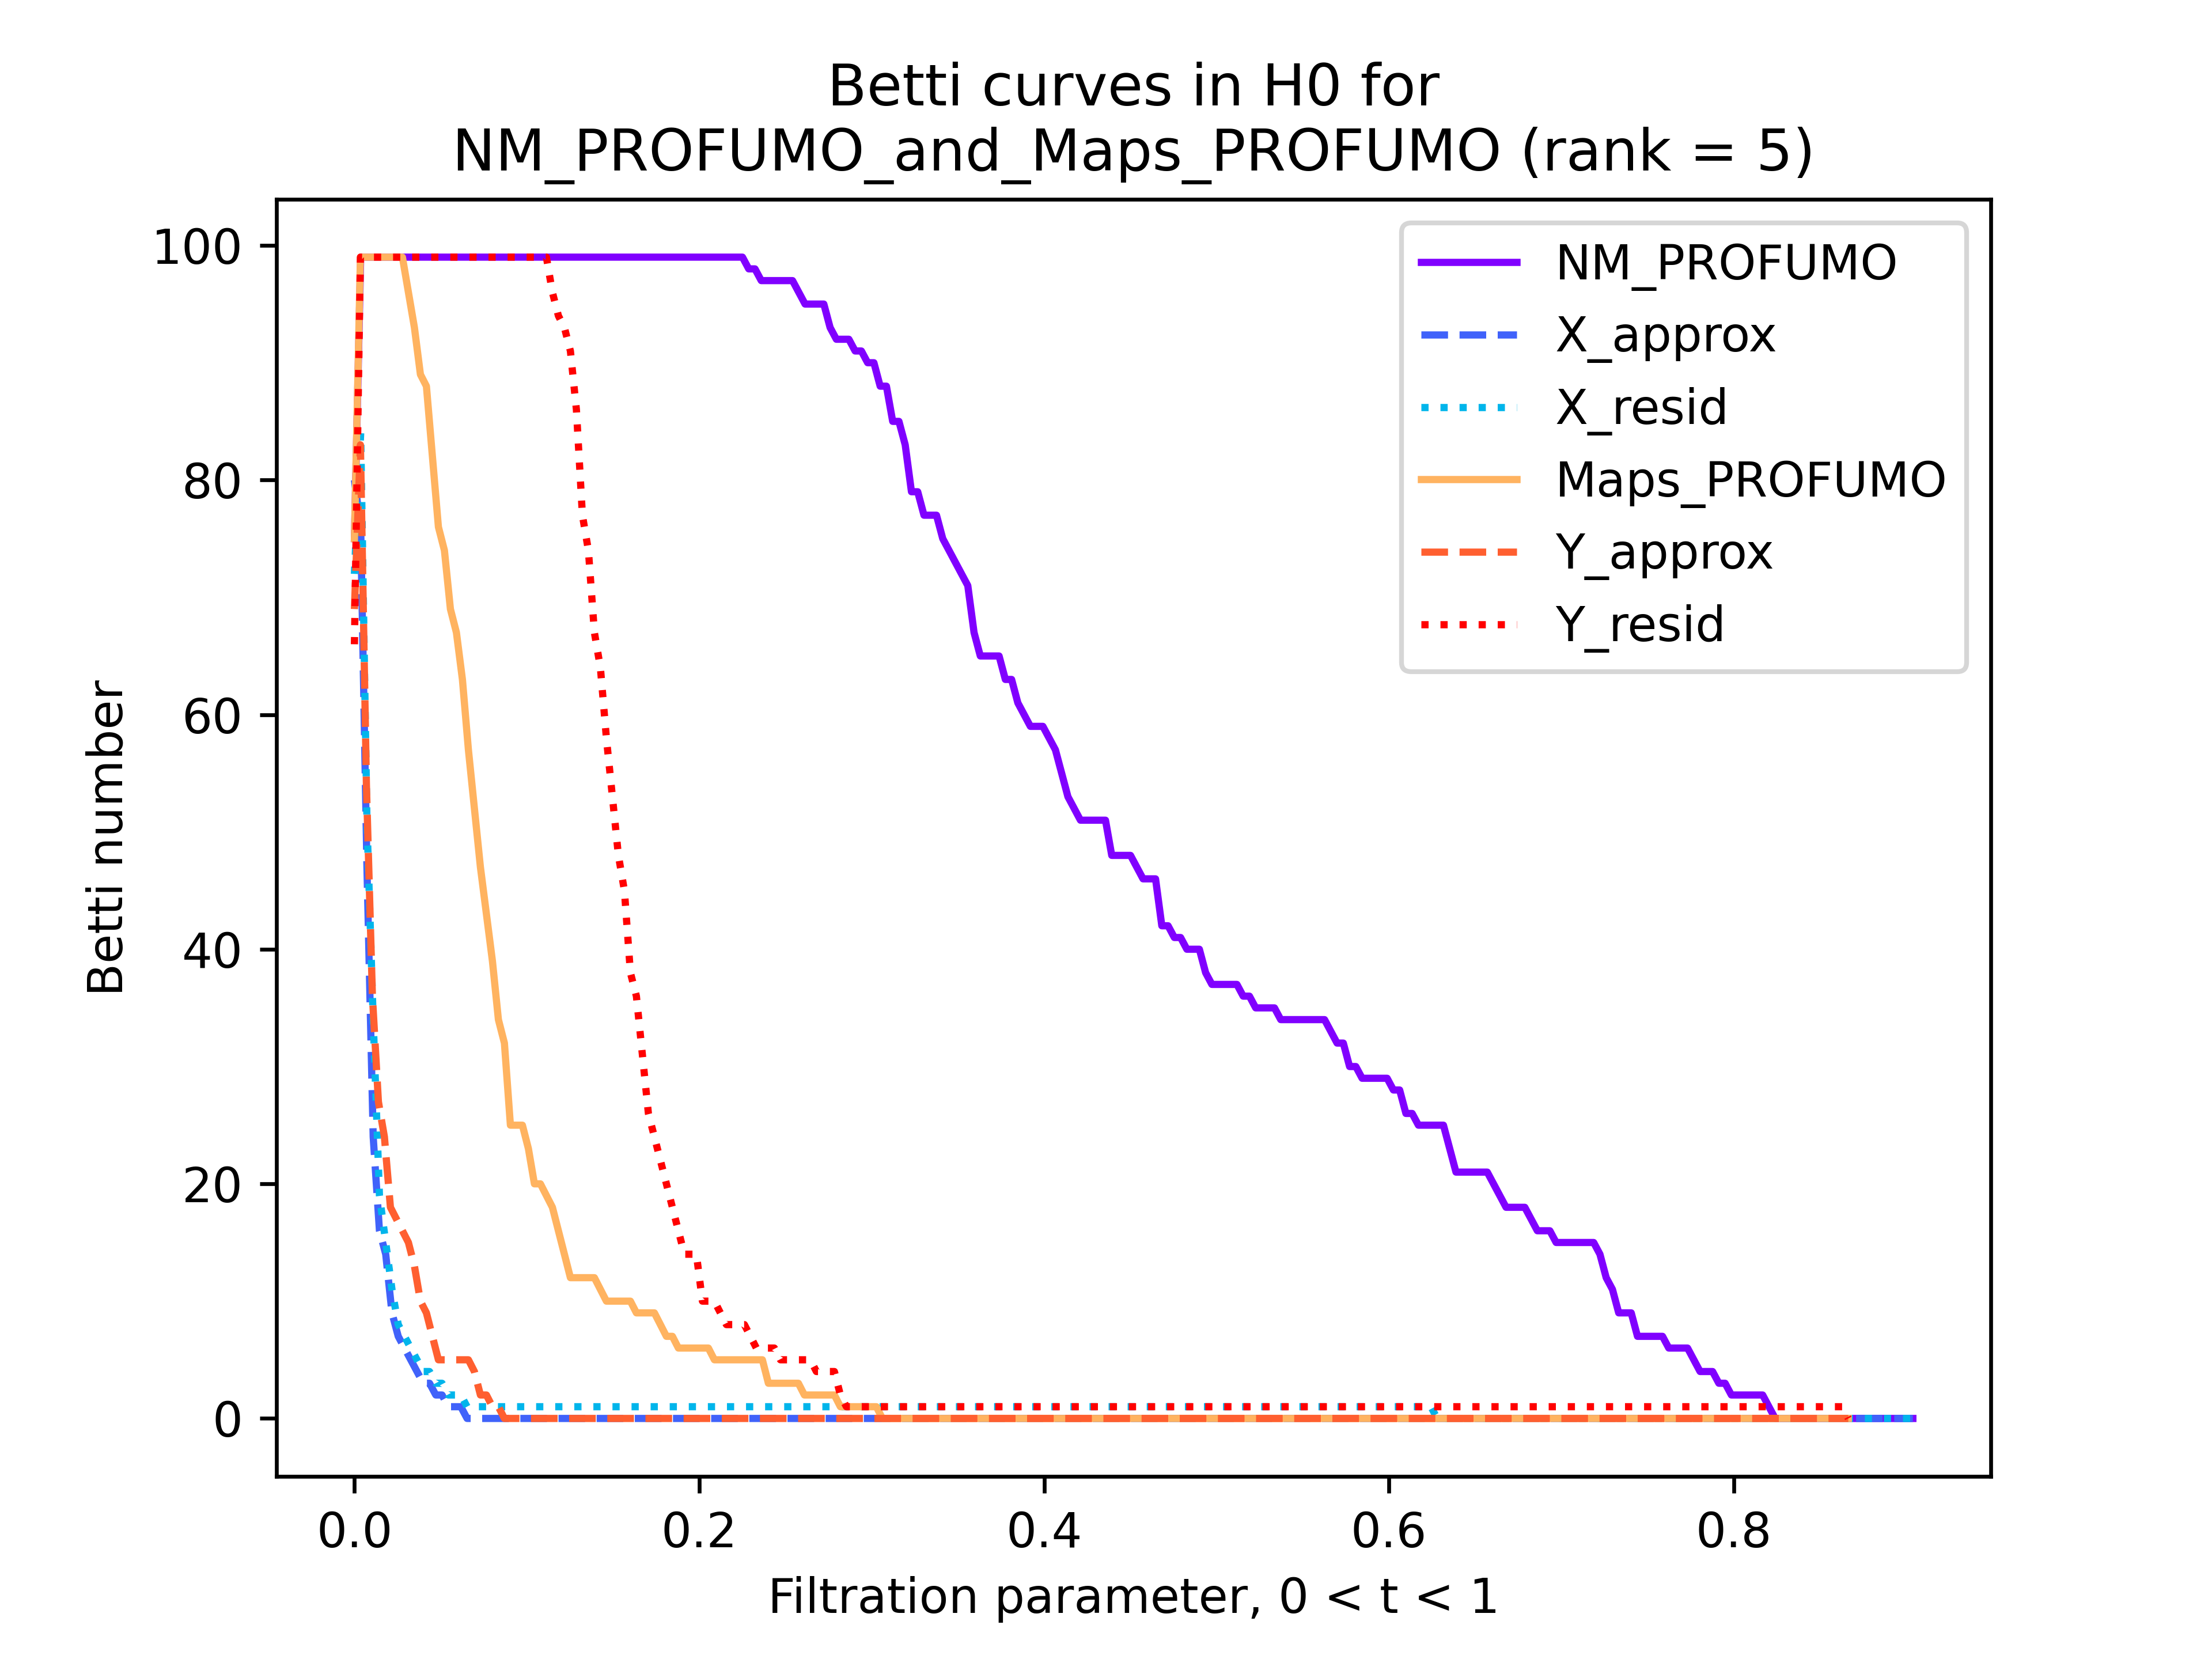 Betti curves in H0 for
NM_PROFUMO_and_Maps_PROFUMO (rank = 5)
100
80
60
40
20
0
Betti number
NM_PROFUMO
X_approx
X_resid
Maps_PROFUMO
Y_approx
Y_resid
0.0 0.2 0.4 0.6 0.8
Filtration parameter, 0 < t < 1